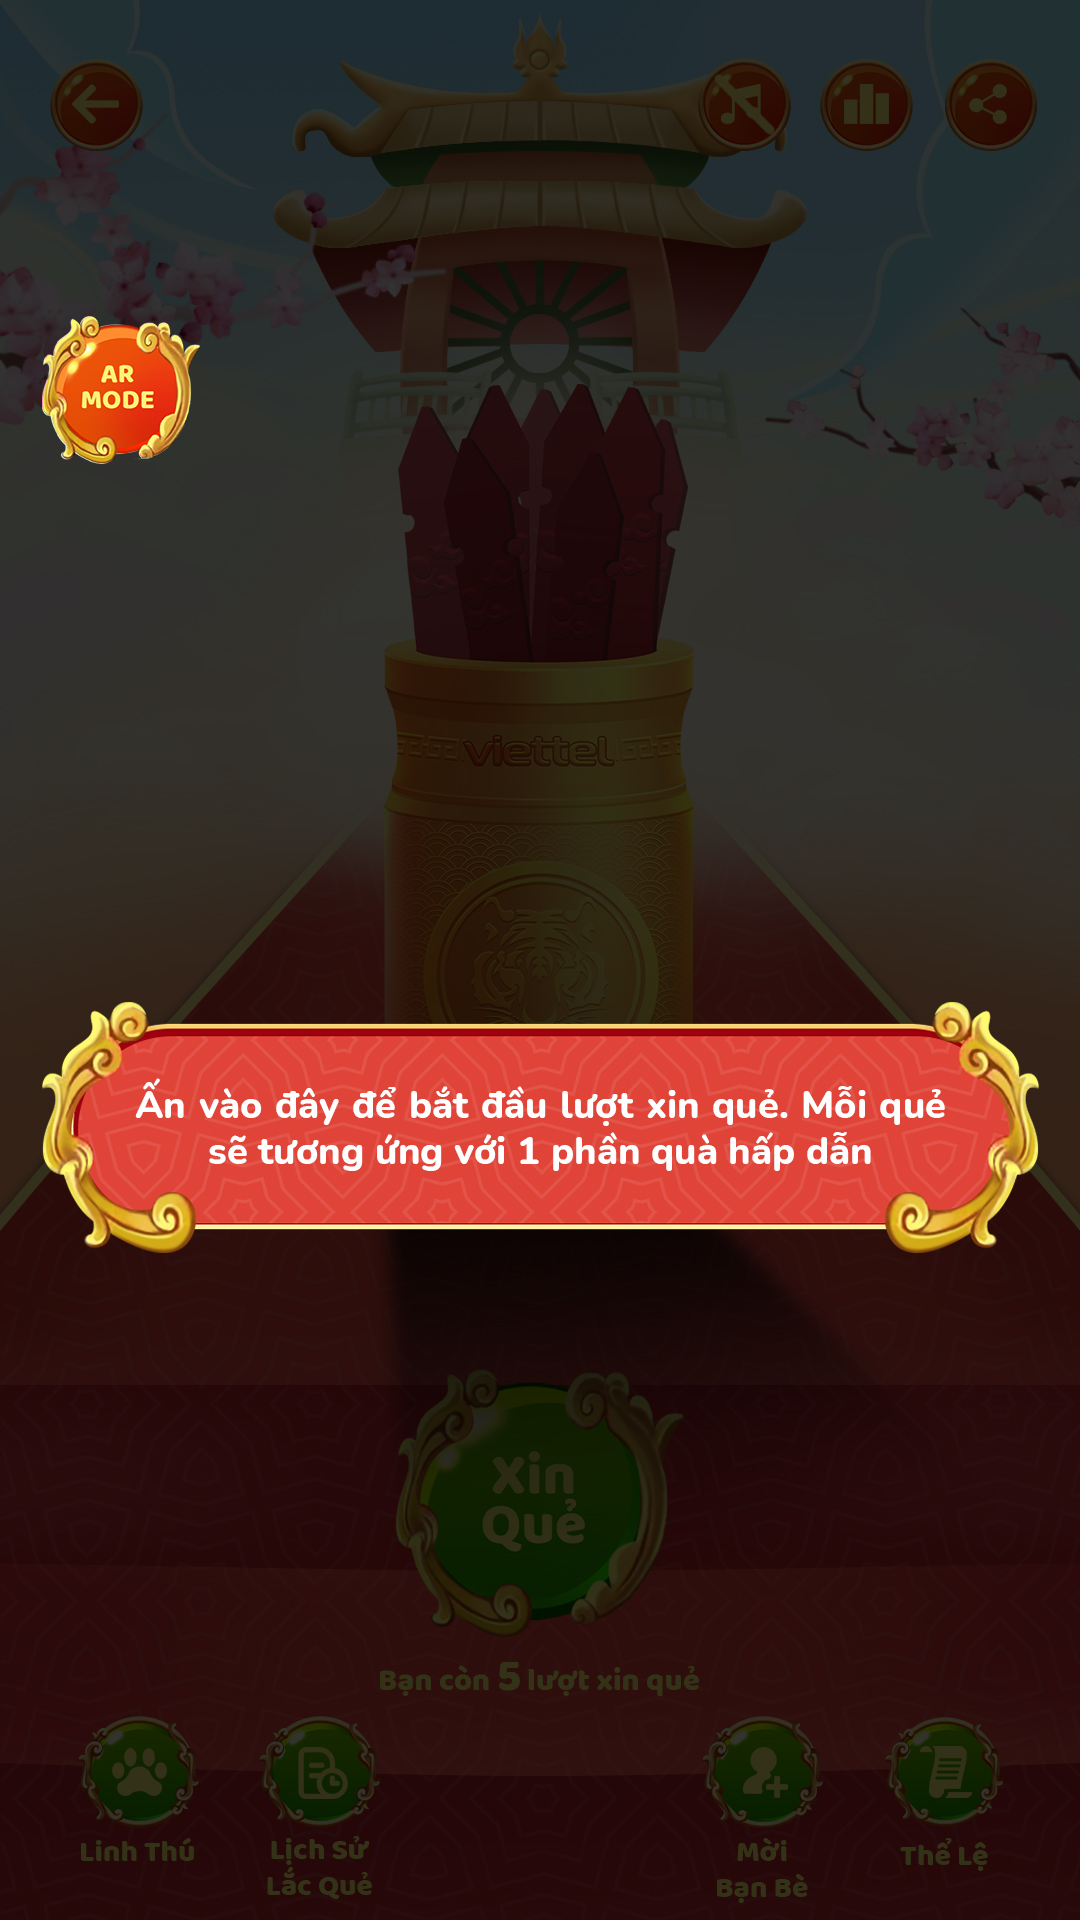 AR
MODE
viettel
Ấn vào đây để bắt đầu lượt xin quẻ. Mỗi quẻ
sẽ tương ứng với 1 phần quà hấp dẫn
Xin
Quẻ
Bạn còn 5 lượt xin quẻ
Linh Thú
Lịch Sử
Lắc Quẻ
Mời
Bạn Bè
Thể Lệ